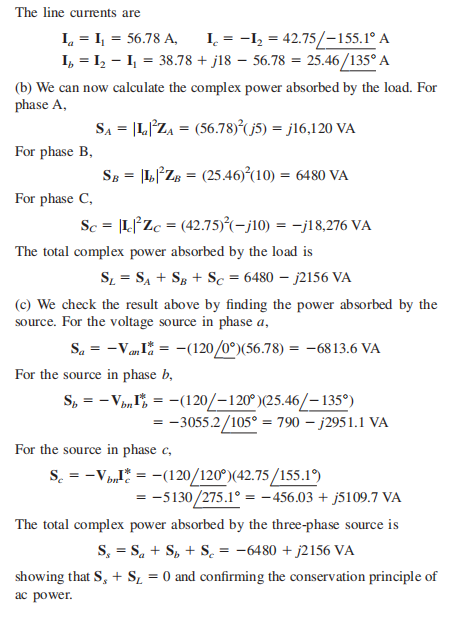 The line currents are
I_a = I_1 = 56.78 A, I_c = −I_2 = 42.75/−155.1° A
I_b = I_2 − I_1 = 38.78 + j18 − 56.78 = 25.46/135° A
(b) We can now calculate the complex power absorbed by the load. For
phase A,
S_A = |I_a|²Z_A = (56.78)²(j5) = j16,120 VA
For phase B,
S_B = |I_b|²Z_B = (25.46)²(10) = 6480 VA
For phase C,
S_C = |I_c|²Z_C = (42.75)²(−j10) = −j18,276 VA
The total complex power absorbed by the load is
S_L = S_A + S_B + S_C = 6480 − j2156 VA
(c) We check the result above by finding the power absorbed by the
source. For the voltage source in phase a,
S_a = −V_an I*_a = −(120/0°)(56.78) = −6813.6 VA
For the source in phase b,
S_b = −V_bn I*_b = −(120/−120°)(25.46/−135°)
= −3055.2/105° = 790 − j2951.1 VA
For the source in phase c,
S_c = −V_bn I*_c = −(120/120°)(42.75/155.1°)
= −5130/275.1° = −456.03 + j5109.7 VA
The total complex power absorbed by the three-phase source is
S_s = S_a + S_b + S_c = −6480 + j2156 VA
showing that S_s + S_L = 0 and confirming the conservation principle of
ac power.